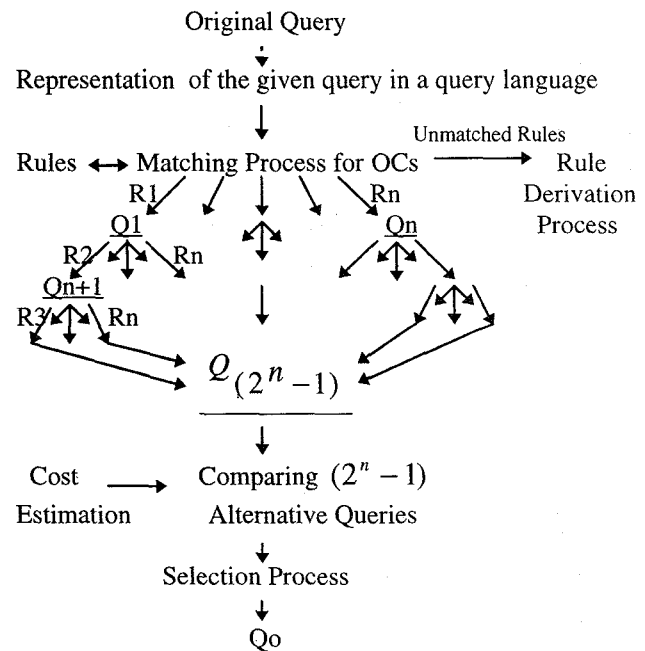 Original Query
Representation of the given query in a query language
Unmatched Rules
Rules Matching Process for OCs Rule
Derivation
Process
R1 Rn
Q1 Qn
R2 Rn
Qn+1
R3 Rn
Q(2^n −1)
Cost Comparing (2^n −1)
Estimation Alternative Queries
Selection Process
Qo